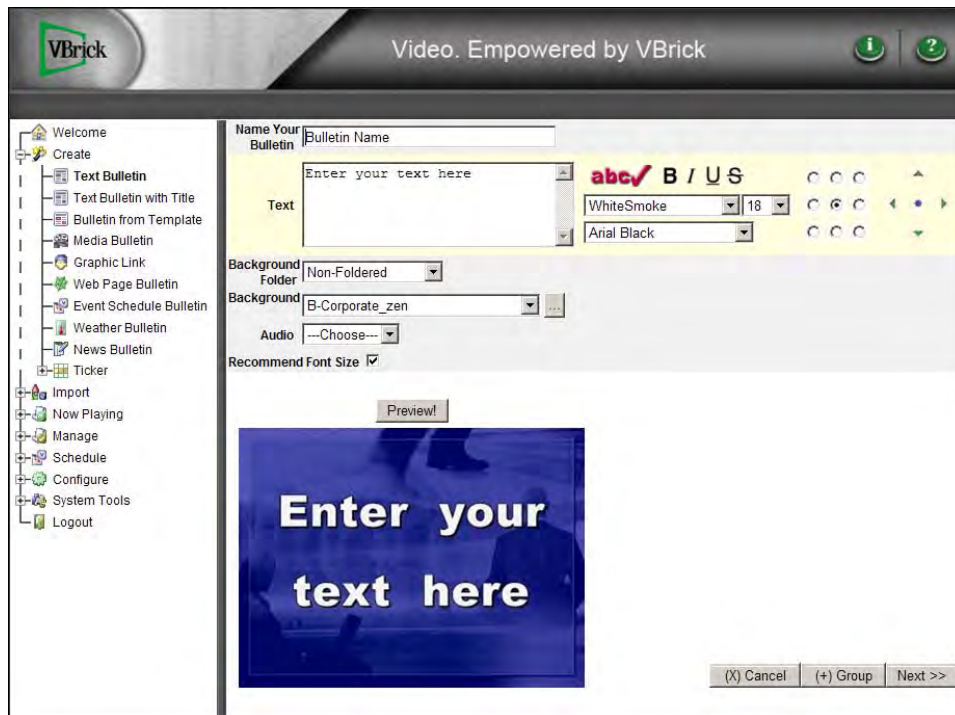 VBrick
Video. Empowered by VBrick
i
?
Welcome
Create
Text Bulletin
Text Bulletin with Title
Bulletin from Template
Media Bulletin
Graphic Link
Web Page Bulletin
Event Schedule Bulletin
Weather Bulletin
News Bulletin
Ticker
Import
Now Playing
Manage
Schedule
Configure
System Tools
Logout
Name Your
Bulletin
Bulletin Name
Text
Enter your text here
abc
B I U S
WhiteSmoke
18
Arial Black
Background
Folder
Non-Foldered
Background
B-Corporate_zen
...
Audio
---Choose---
Recommend Font Size
Preview!
Enter your
text here
(X) Cancel
(+) Group
Next >>